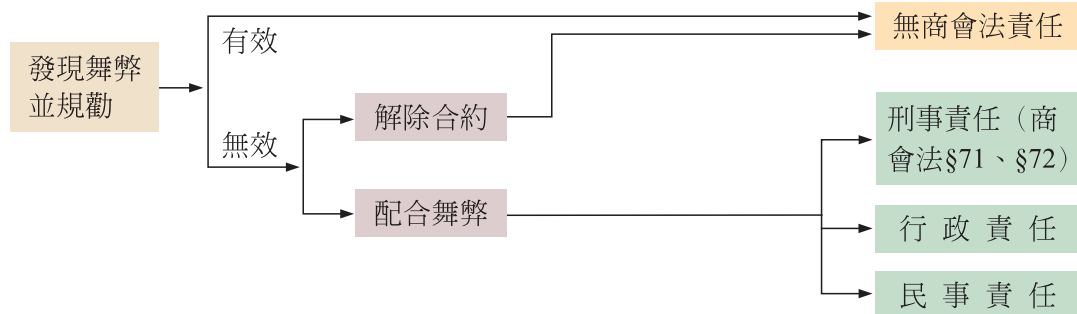 發現舞弊
並規勸
有效
無效
解除合約
配合舞弊
無商會法責任
刑事責任（商
會法§71、§72）
行政責任
民事責任